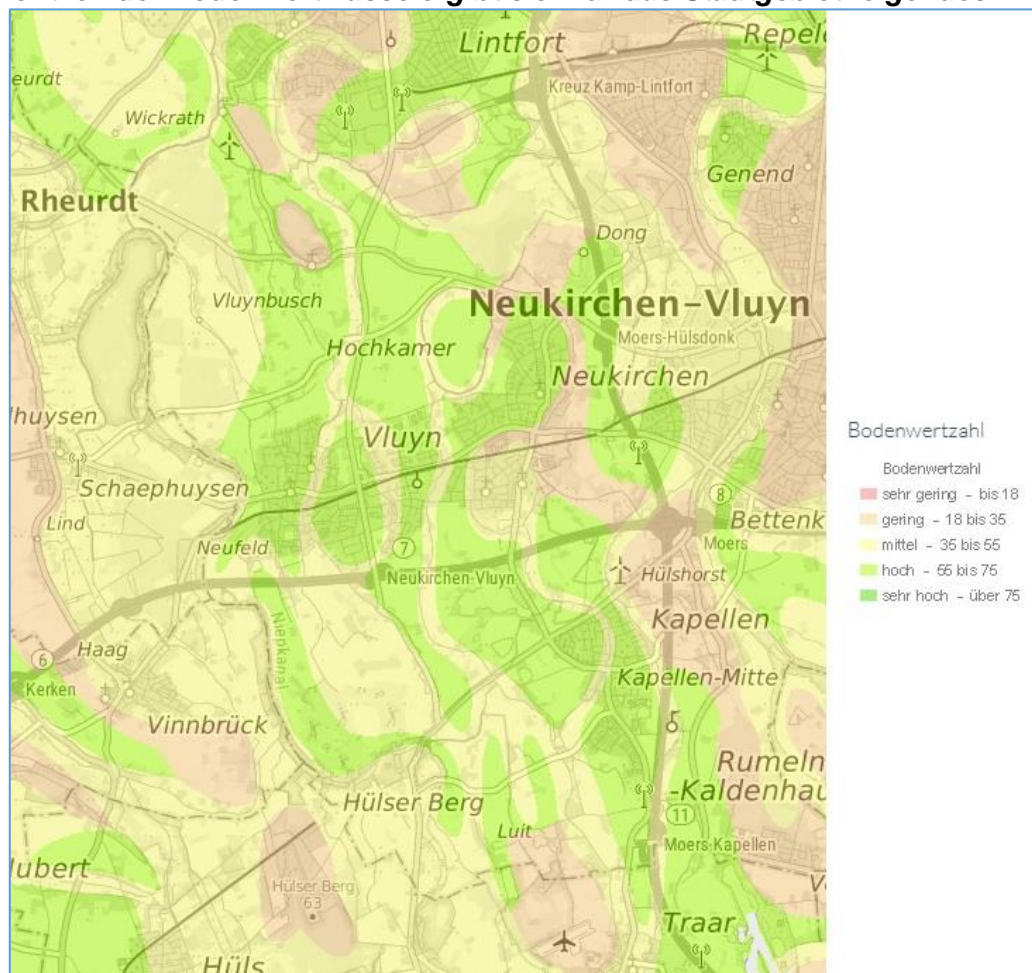 Lintfort
Repel
eurdt
Kreuz Kamp-Lintfort
Wickrath
Genend
Rheurdt
Dong
Vluynbusch
Neukirchen-Vluyn
Moers-Hülsdonk
Hochkamer
Neukirchen
lhuysen
Vluyn
Bodenwertzahl
Bodenwertzahl
Schaephuysen
sehr gering - bis 18
8
Lind
gering - 18 bis 35
Bettenk
Neufeld
7
Moers
mittel - 35 bis 55
Neukirchen-Vluyn
Hülshorst
hoch - 55 bis 75
sehr hoch - über 75
Niepkanal
Kapellen
Haag
6
Kapellen-Mitte
Kerken
Vinnbrück
Rumeln
-Kaldenhau
Hülser Berg
11
Luit
Moers-Kapellen
lubert
Hülser Berg
63
Traar
Hüls